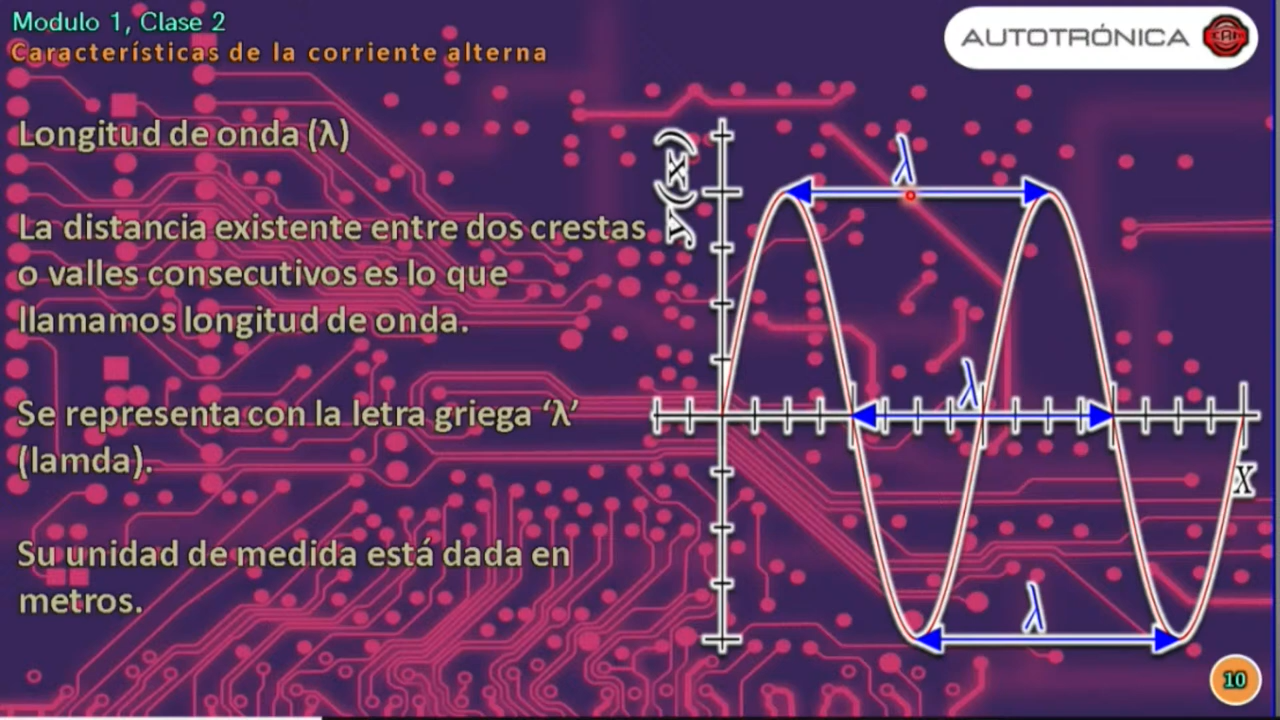 Modulo 1, Clase 2
Características de la corriente alterna
AUTOTRÓNICA
Longitud de onda (λ)
La distancia existente entre dos crestas
o valles consecutivos es lo que
llamamos longitud de onda.
Se representa con la letra griega ‘λ’
(lamda).
Su unidad de medida está dada en
metros.
y(x)
λ
λ
X
λ
10